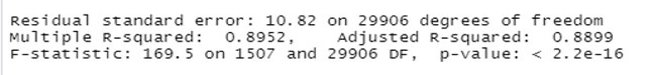 Residual standard error: 10.82 on 29906 degrees of freedom
Multiple R-squared:  0.8952,    Adjusted R-squared:  0.8899
F-statistic: 169.5 on 1507 and 29906 DF,  p-value: < 2.2e-16